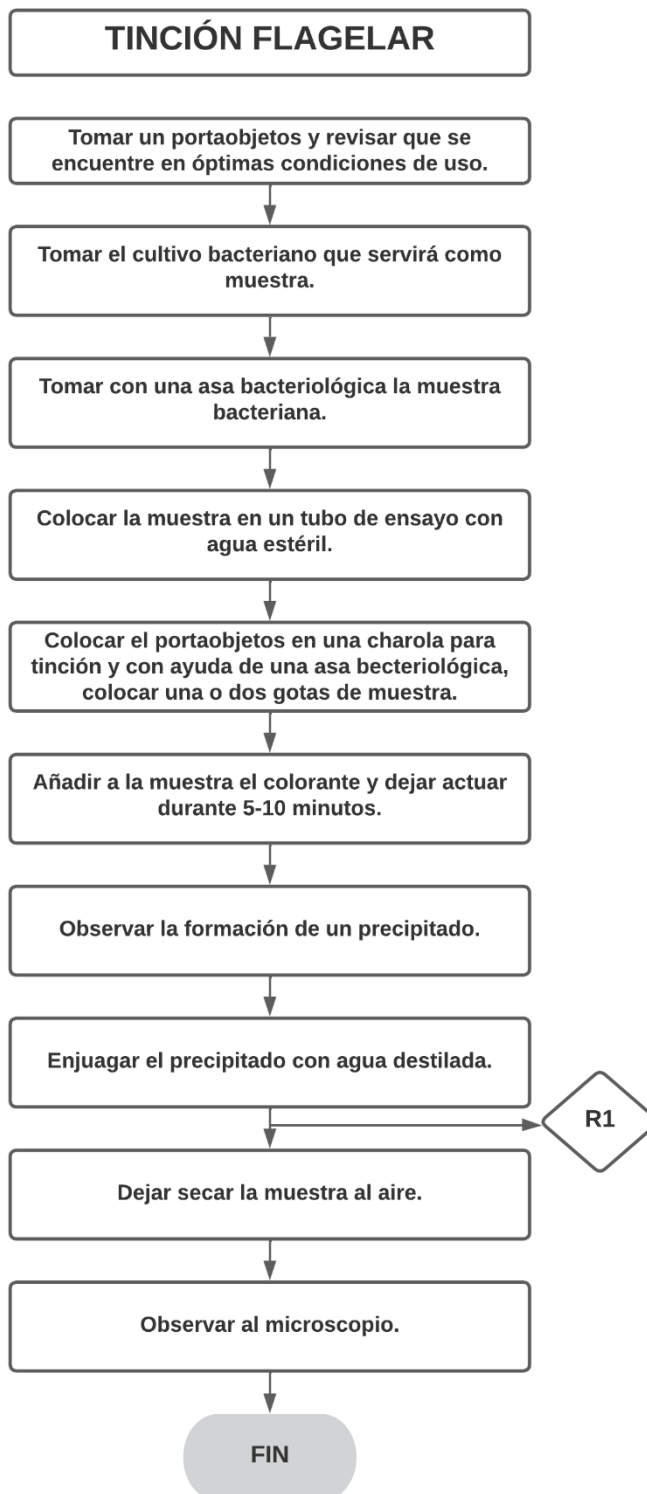 TINCIÓN FLAGELAR
Tomar un portaobjetos y revisar que se
encuentre en óptimas condiciones de uso.
Tomar el cultivo bacteriano que servirá como
muestra.
Tomar con una asa bacteriológica la muestra
bacteriana.
Colocar la muestra en un tubo de ensayo con
agua estéril.
Colocar el portaobjetos en una charola para
tinción y con ayuda de una asa becteriológica,
colocar una o dos gotas de muestra.
Añadir a la muestra el colorante y dejar actuar
durante 5-10 minutos.
Observar la formación de un precipitado.
Enjuagar el precipitado con agua destilada.
R1
Dejar secar la muestra al aire.
Observar al microscopio.
FIN